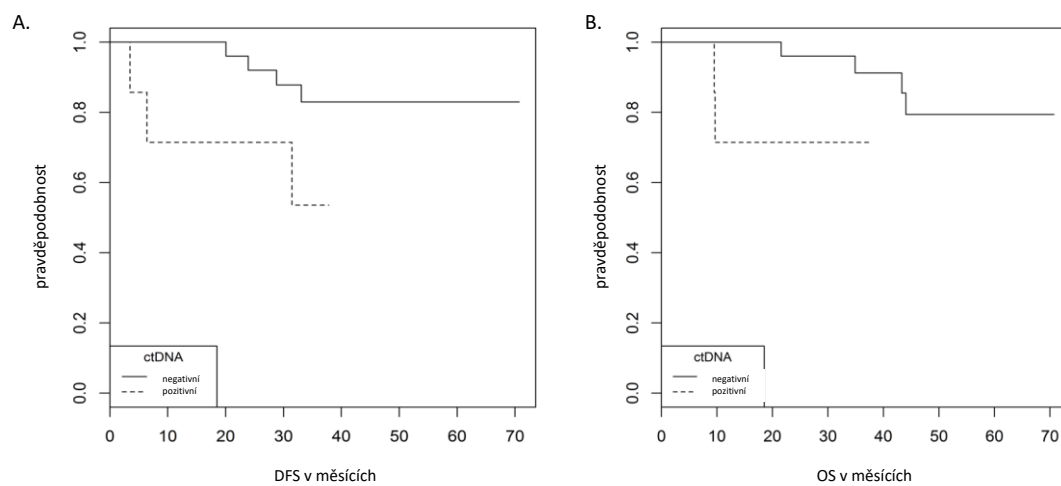 A.
pravděpodobnost
1.0
0.8
0.6
0.4
0.2
0.0
ctDNA
negativní
pozitivní
0 10 20 30 40 50 60 70
DFS v měsících
B.
pravděpodobnost
1.0
0.8
0.6
0.4
0.2
0.0
ctDNA
negativní
pozitivní
0 10 20 30 40 50 60 70
OS v měsících